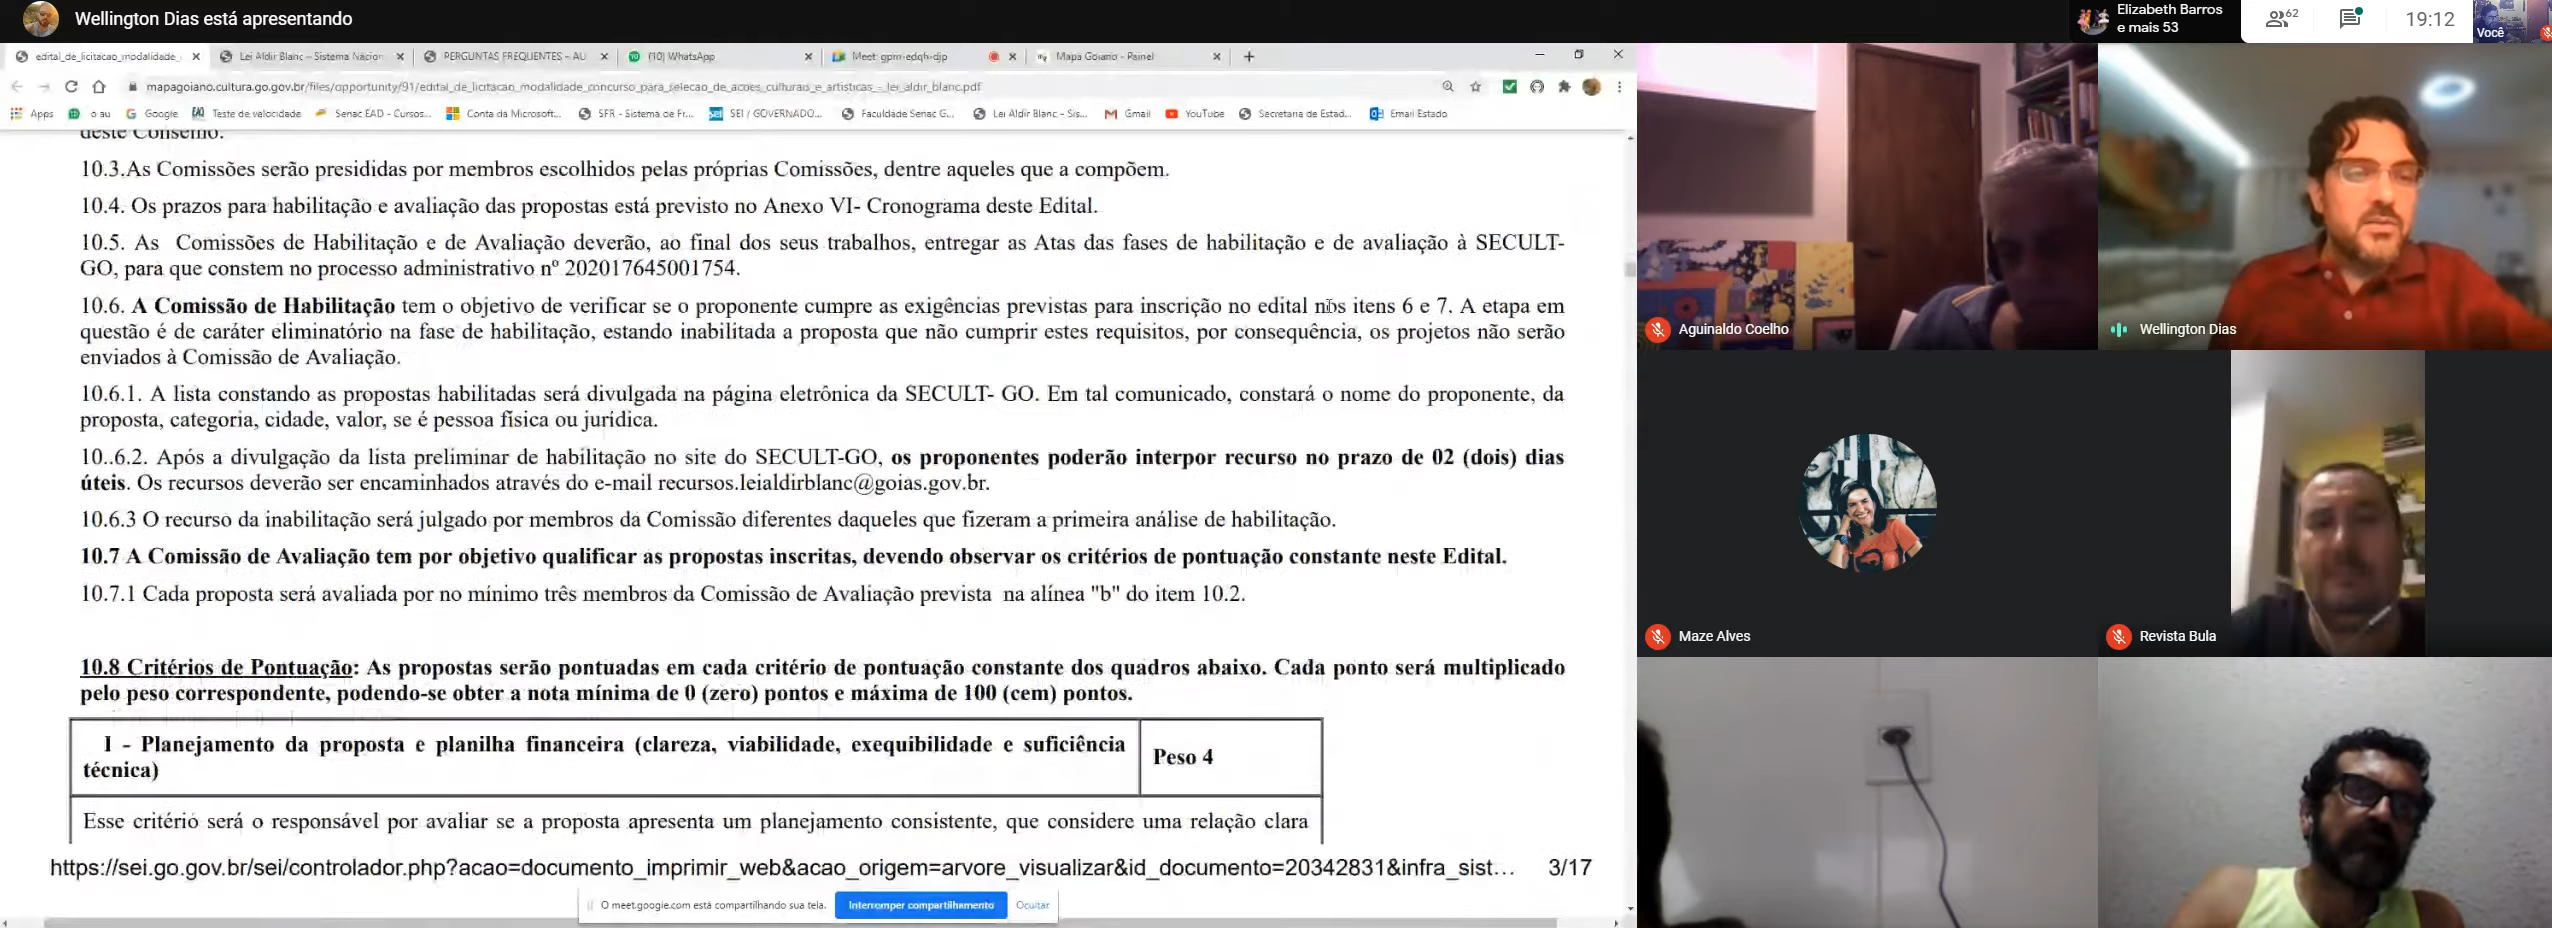 Wellington Dias está apresentando
Elizabeth Barros
e mais 53
62
19:12
Você
edital_de_licitacao_modalidade_
Lei Aldir Blanc – Sistema Nacion
PERGUNTAS FREQUENTES – AU
(10) WhatsApp
Meet: gpm-edqh-djp
Mapa Goiano - Painel
mapagoiano.cultura.go.gov.br/files/opportunity/91/edital_de_licitacao_modalidade_concurso_para_selecao_de_acoes_culturais_e_artisticas_-_lei_aldir_blanc.pdf
Apps
o au
Google
Teste de velocidade
Senac EAD - Cursos...
Conta da Microsoft...
SFR - Sistema de Fr...
SEI / GOVERNADO...
Faculdade Senac G...
Lei Aldir Blanc – Sis...
Gmail
YouTube
Secretaria de Estad...
Email Estado
deste Conselho.
10.3.As Comissões serão presididas por membros escolhidos pelas próprias Comissões, dentre aqueles que a compõem.
10.4. Os prazos para habilitação e avaliação das propostas está previsto no Anexo VI- Cronograma deste Edital.
10.5. As Comissões de Habilitação e de Avaliação deverão, ao final dos seus trabalhos, entregar as Atas das fases de habilitação e de avaliação à SECULT-
GO, para que constem no processo administrativo nº 202017645001754.
10.6. A Comissão de Habilitação tem o objetivo de verificar se o proponente cumpre as exigências previstas para inscrição no edital nos itens 6 e 7. A etapa em
questão é de caráter eliminatório na fase de habilitação, estando inabilitada a proposta que não cumprir estes requisitos, por consequência, os projetos não serão
enviados à Comissão de Avaliação.
10.6.1. A lista constando as propostas habilitadas será divulgada na página eletrônica da SECULT- GO. Em tal comunicado, constará o nome do proponente, da
proposta, categoria, cidade, valor, se é pessoa física ou jurídica.
10..6.2. Após a divulgação da lista preliminar de habilitação no site do SECULT-GO, os proponentes poderão interpor recurso no prazo de 02 (dois) dias
úteis. Os recursos deverão ser encaminhados através do e-mail recursos.leialdirblanc@goias.gov.br.
10.6.3 O recurso da inabilitação será julgado por membros da Comissão diferentes daqueles que fizeram a primeira análise de habilitação.
10.7 A Comissão de Avaliação tem por objetivo qualificar as propostas inscritas, devendo observar os critérios de pontuação constante neste Edital.
10.7.1 Cada proposta será avaliada por no mínimo três membros da Comissão de Avaliação prevista na alínea "b" do item 10.2.
10.8 Critérios de Pontuação: As propostas serão pontuadas em cada critério de pontuação constante dos quadros abaixo. Cada ponto será multiplicado
pelo peso correspondente, podendo-se obter a nota mínima de 0 (zero) pontos e máxima de 100 (cem) pontos.
I - Planejamento da proposta e planilha financeira (clareza, viabilidade, exequibilidade e suficiência
técnica)
Peso 4
Esse critério será o responsável por avaliar se a proposta apresenta um planejamento consistente, que considere uma relação clara
https://sei.go.gov.br/sei/controlador.php?acao=documento_imprimir_web&acao_origem=arvore_visualizar&id_documento=20342831&infra_sist...
3/17
O meet.google.com está compartilhando sua tela.
Interromper compartilhamento
Ocultar
Aguinaldo Coelho
Wellington Dias
Maze Alves
Revista Bula